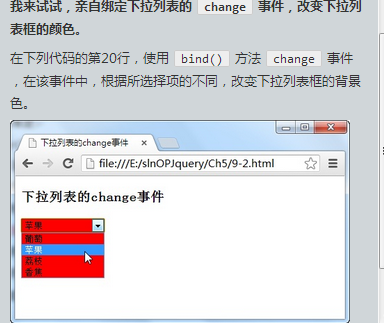 我来试试，亲自绑定下拉列表的 change 事件，改变下拉列
表框的颜色。
在下列代码的第20行，使用 bind() 方法 change 事件
，在该事件中，根据所选择项的不同，改变下拉列表框的背景
色。
下拉列表的change事件
file:///E:/slnOPJquery/Ch5/9-2.html
下拉列表的change事件
苹果
葡萄
苹果
荔枝
香蕉